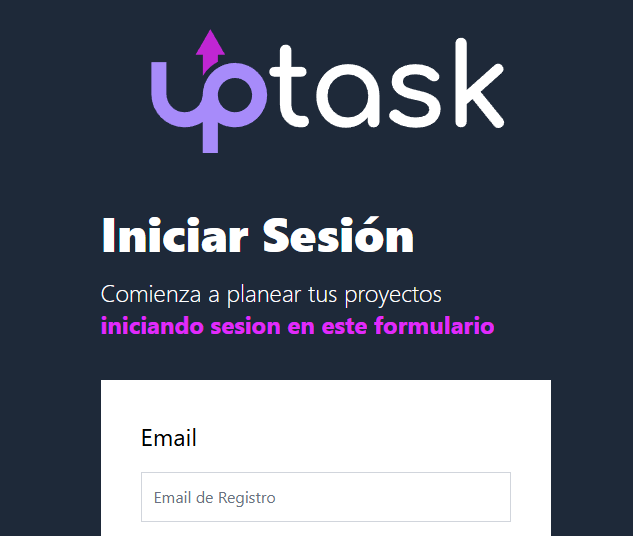 uptask
Iniciar Sesión
Comienza a planear tus proyectos
iniciando sesion en este formulario
Email
Email de Registro